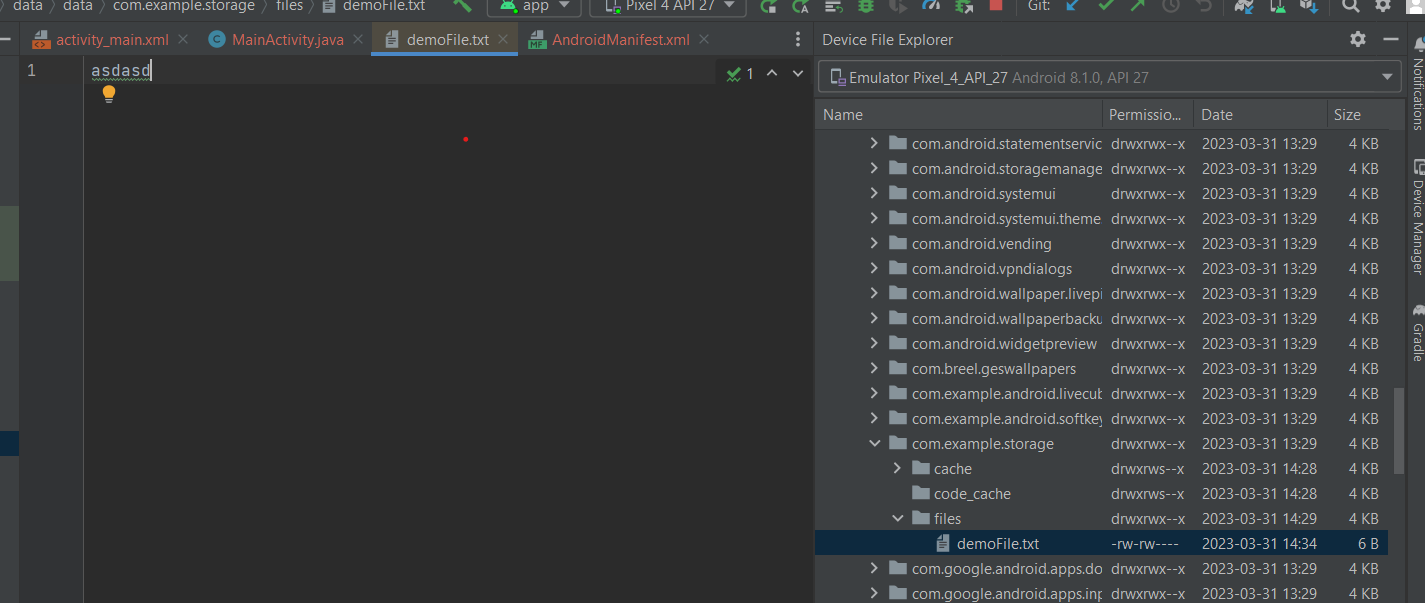 data data com.example.storage files demoFile.txt app Pixel 4 API 27 Git:
activity_main.xml MainActivity.java demoFile.txt AndroidManifest.xml
1 asdasd 1
Device File Explorer
Emulator Pixel_4_API_27 Android 8.1.0, API 27
Name Permissio... Date Size
com.android.statementservic drwxrwx--x 2023-03-31 13:29 4 KB
com.android.storagemanage drwxrwx--x 2023-03-31 13:29 4 KB
com.android.systemui drwxrwx--x 2023-03-31 13:29 4 KB
com.android.systemui.theme. drwxrwx--x 2023-03-31 13:29 4 KB
com.android.vending drwxrwx--x 2023-03-31 13:29 4 KB
com.android.vpndialogs drwxrwx--x 2023-03-31 13:29 4 KB
com.android.wallpaper.livepi drwxrwx--x 2023-03-31 13:29 4 KB
com.android.wallpaperbacku drwxrwx--x 2023-03-31 13:29 4 KB
com.android.widgetpreview drwxrwx--x 2023-03-31 13:29 4 KB
com.breel.geswallpapers drwxrwx--x 2023-03-31 13:29 4 KB
com.example.android.livecub drwxrwx--x 2023-03-31 13:29 4 KB
com.example.android.softkey drwxrwx--x 2023-03-31 13:29 4 KB
com.example.storage drwxrwx--x 2023-03-31 13:29 4 KB
cache drwxrws--x 2023-03-31 14:28 4 KB
code_cache drwxrws--x 2023-03-31 14:28 4 KB
files drwxrwx--x 2023-03-31 14:29 4 KB
demoFile.txt -rw-rw---- 2023-03-31 14:34 6 B
com.google.android.apps.do drwxrwx--x 2023-03-31 13:29 4 KB
com.google.android.apps.inp drwxrwx--x 2023-03-31 13:29 4 KB
Notifications
Device Manager
Gradle